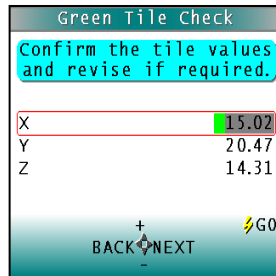 Green Tile Check
Confirm the tile values
and revise if required.
X 15.02
Y 20.47
Z 14.31
+
GO
BACK NEXT
-